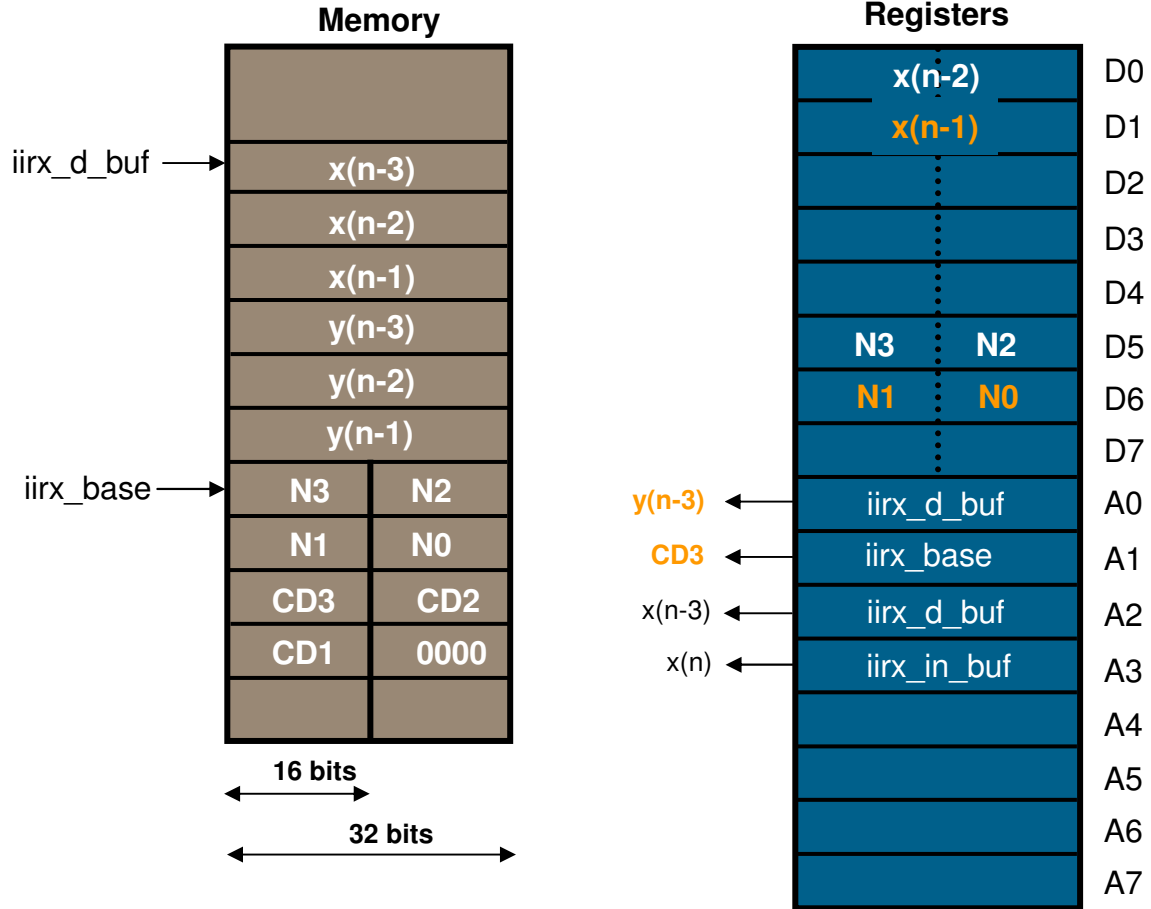 Memory
iirx_d_buf
x(n-3)
x(n-2)
x(n-1)
y(n-3)
y(n-2)
y(n-1)
iirx_base
N3 N2
N1 N0
CD3 CD2
CD1 0000
16 bits
32 bits
Registers
x(n-2) D0
x(n-1) D1
D2
D3
D4
N3 N2 D5
N1 N0 D6
D7
y(n-3) iirx_d_buf A0
CD3 iirx_base A1
x(n-3) iirx_d_buf A2
x(n) iirx_in_buf A3
A4
A5
A6
A7